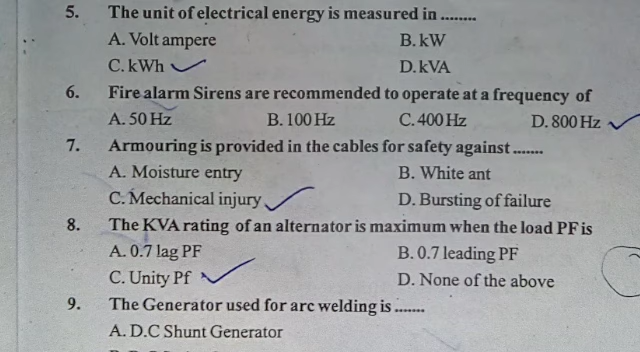 5. The unit of electrical energy is measured in ........
A. Volt ampere B. kW
C. kWh D. kVA
6. Fire alarm Sirens are recommended to operate at a frequency of
A. 50 Hz B. 100 Hz C. 400 Hz D. 800 Hz
7. Armouring is provided in the cables for safety against .......
A. Moisture entry B. White ant
C. Mechanical injury D. Bursting of failure
8. The KVA rating of an alternator is maximum when the load PF is
A. 0.7 lag PF B. 0.7 leading PF
C. Unity Pf D. None of the above
9. The Generator used for arc welding is .......
A. D.C Shunt Generator